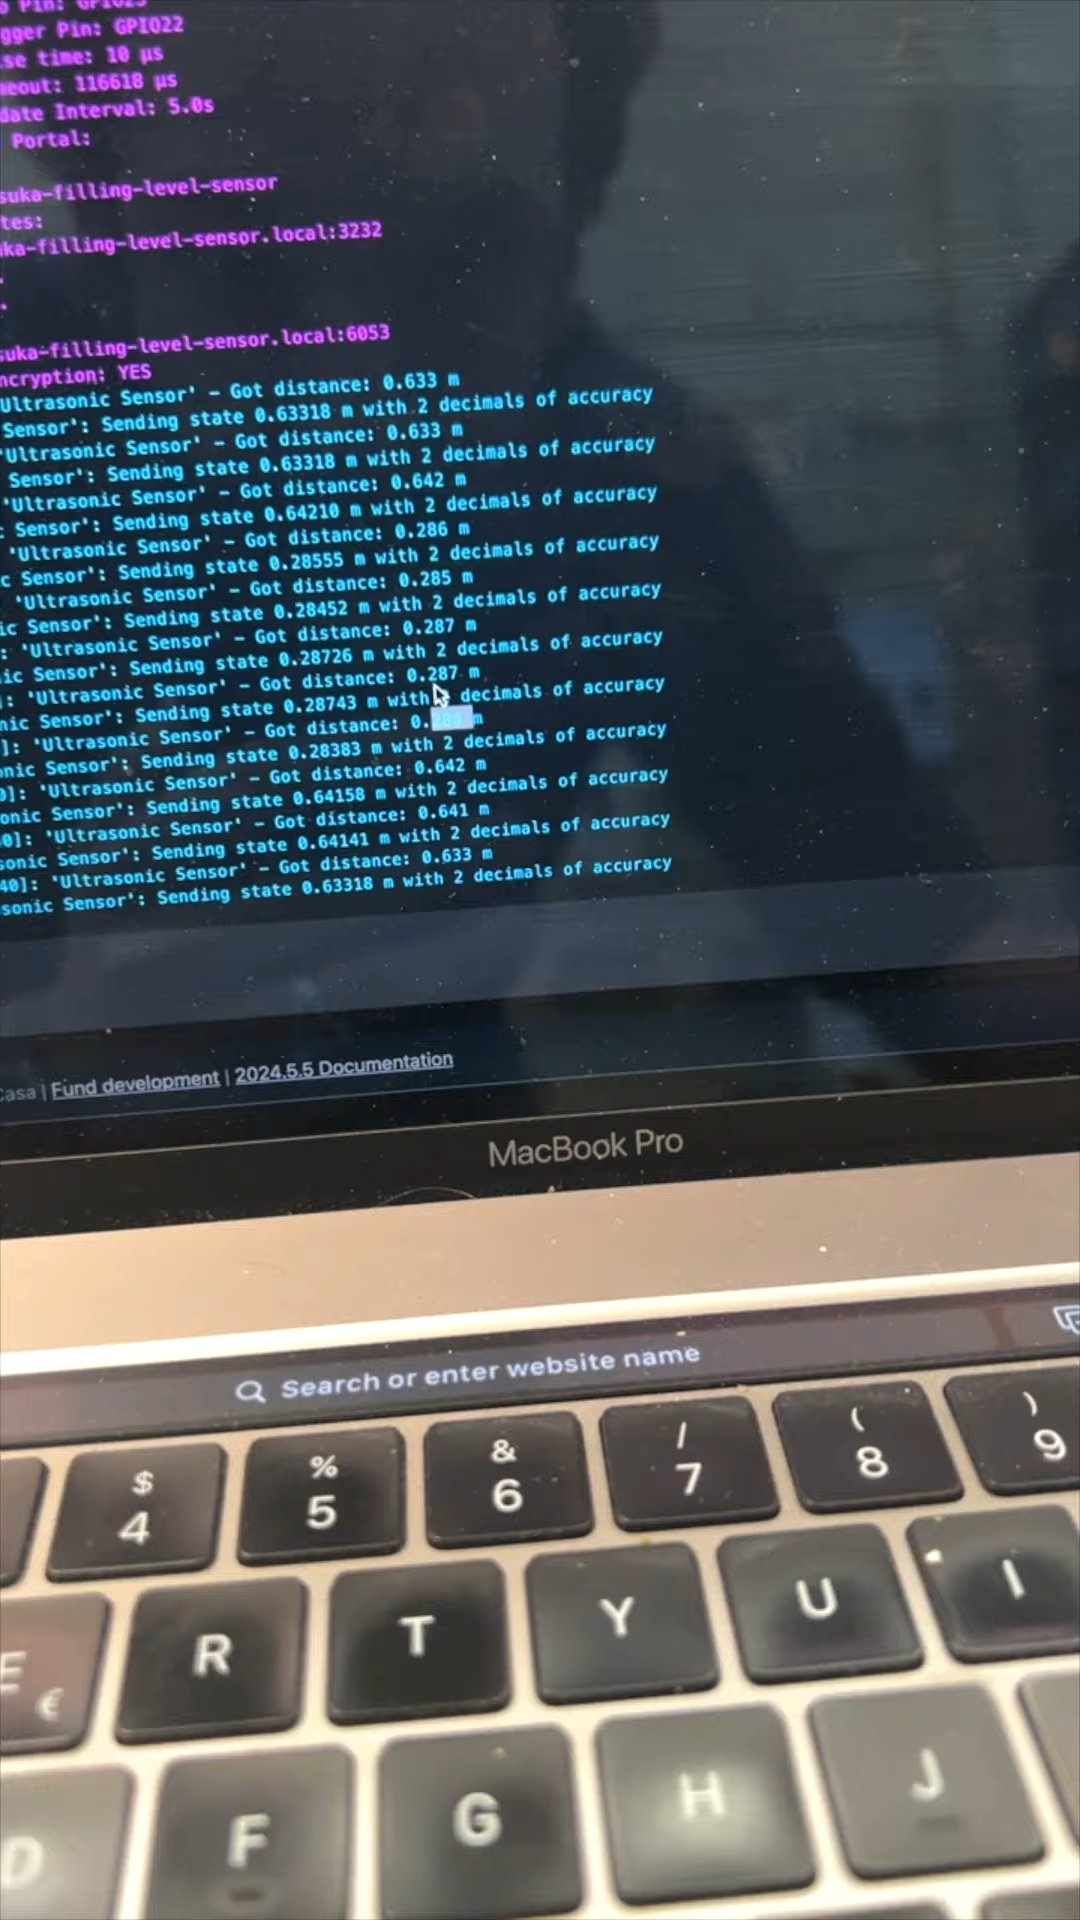 o Pin: GPIO23
gger Pin: GPIO22
se time: 10 µs
meout: 116618 µs
date Interval: 5.0s
Portal:
suka-filling-level-sensor
tes:
uka-filling-level-sensor.local:3232
.
.
suka-filling-level-sensor.local:6053
ncryption: YES
Ultrasonic Sensor' - Got distance: 0.633 m
Sensor': Sending state 0.63318 m with 2 decimals of accuracy
'Ultrasonic Sensor' - Got distance: 0.633 m
Sensor': Sending state 0.63318 m with 2 decimals of accuracy
'Ultrasonic Sensor' - Got distance: 0.642 m
: Sensor': Sending state 0.64210 m with 2 decimals of accuracy
'Ultrasonic Sensor' - Got distance: 0.286 m
c Sensor': Sending state 0.28555 m with 2 decimals of accuracy
'Ultrasonic Sensor' - Got distance: 0.285 m
ic Sensor': Sending state 0.28452 m with 2 decimals of accuracy
: 'Ultrasonic Sensor' - Got distance: 0.287 m
nic Sensor': Sending state 0.28726 m with 2 decimals of accuracy
]: 'Ultrasonic Sensor' - Got distance: 0.287 m
nic Sensor': Sending state 0.28743 m with decimals of accuracy
]: 'Ultrasonic Sensor' - Got distance: m
onic Sensor': Sending state 0.28383 m with 2 decimals of accuracy
0]: 'Ultrasonic Sensor' - Got distance: 0.642 m
onic Sensor': Sending state 0.64158 m with 2 decimals of accuracy
40]: 'Ultrasonic Sensor' - Got distance: 0.641 m
sonic Sensor': Sending state 0.64141 m with 2 decimals of accuracy
40]: 'Ultrasonic Sensor' - Got distance: 0.633 m
sonic Sensor': Sending state 0.63318 m with 2 decimals of accuracy
Casa | Fund development | 2024.5.5 Documentation
MacBook Pro
Search or enter website name
$ % & / ( )
4 5 6 7 8 9
E € R T Y U I
D F G H J